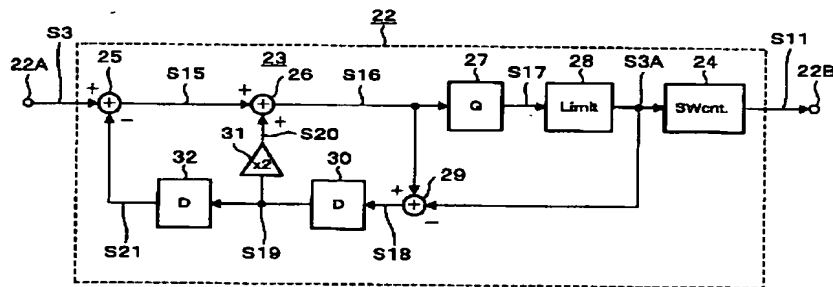 22
S3
22A
25
S15
23
26
S16
27
S17
28
S3A
24
S11
22B
+
+
−
+
+
+
Q
Limit
SWcnt.
31
x2
S20
32
30
D
D
+
+
29
−
S21
S19
S18